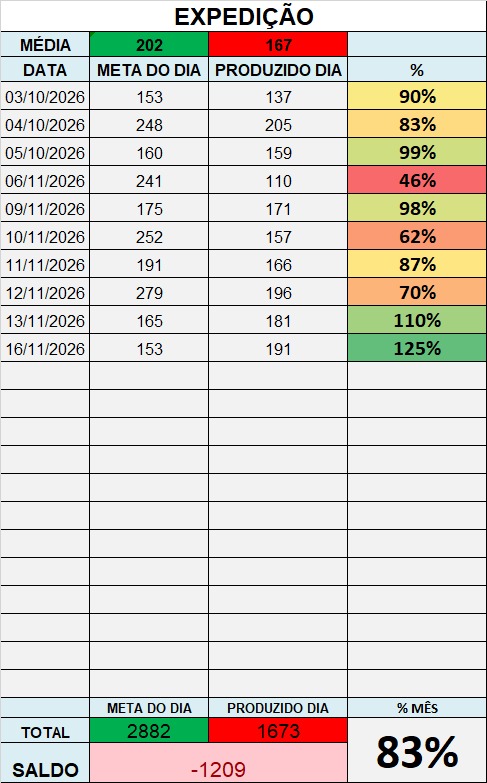 EXPEDIÇÃO
MÉDIA 202 167
DATA META DO DIA PRODUZIDO DIA %
03/10/2026 153 137 90%
04/10/2026 248 205 83%
05/10/2026 160 159 99%
06/11/2026 241 110 46%
09/11/2026 175 171 98%
10/11/2026 252 157 62%
11/11/2026 191 166 87%
12/11/2026 279 196 70%
13/11/2026 165 181 110%
16/11/2026 153 191 125%
META DO DIA PRODUZIDO DIA % MÊS
TOTAL 2882 1673 83%
SALDO -1209